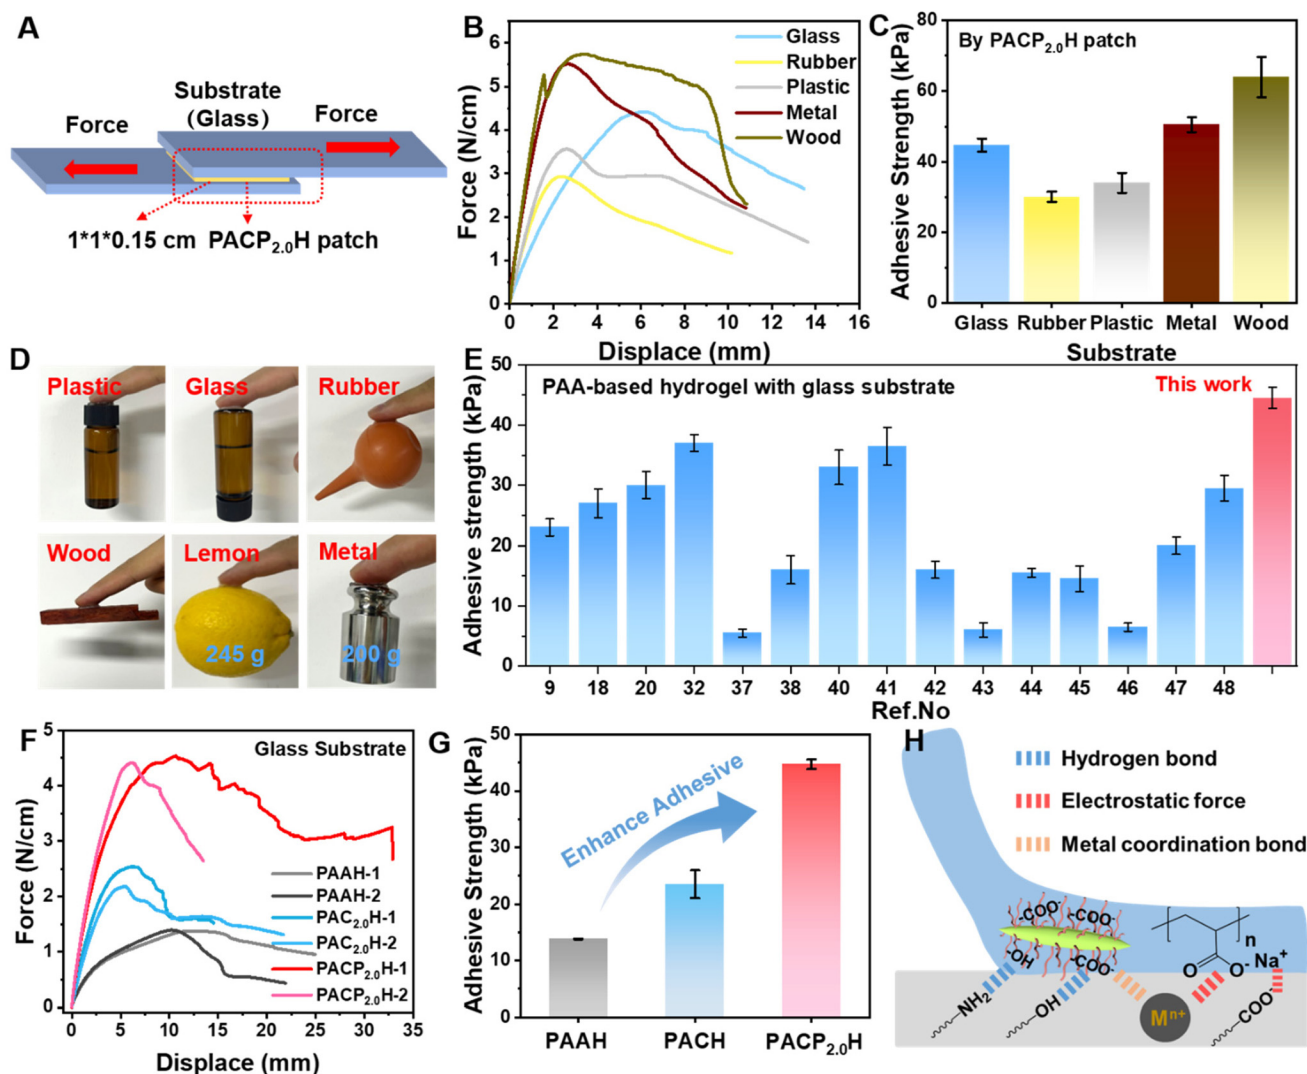 A
Substrate
(Glass)
Force
Force
1*1*0.15 cm PACP2.0H patch
B
Force (N/cm)
6
5
4
3
2
1
0
0 2 4 6 8 10 12 14 16
Displace (mm)
Glass
Rubber
Plastic
Metal
Wood
C
By PACP2.0H patch
Adhesive Strength (kPa)
80
60
40
20
0
Glass Rubber Plastic Metal Wood
Substrate
D
Plastic
Glass
Rubber
Wood
Lemon
Metal
245 g
200 g
E
PAA-based hydrogel with glass substrate
This work
Adhesive strength (kPa)
50
40
30
20
10
0
9 18 20 32 37 38 40 41 42 43 44 45 46 47 48
Ref.No
F
Glass Substrate
Force (N/cm)
5
4
3
2
1
0
0 5 10 15 20 25 30 35
Displace (mm)
PAAH-1
PAAH-2
PAC2.0H-1
PAC2.0H-2
PACP2.0H-1
PACP2.0H-2
G
Adhesive Strength (kPa)
50
40
30
20
10
0
Enhance Adhesive
PAAH PACH PACP2.0H
H
Hydrogen bond
Electrostatic force
Metal coordination bond
-COO- -COO-
-OH -COO-
n
O O- Na+
-NH2
-OH
Mn+
-COO-